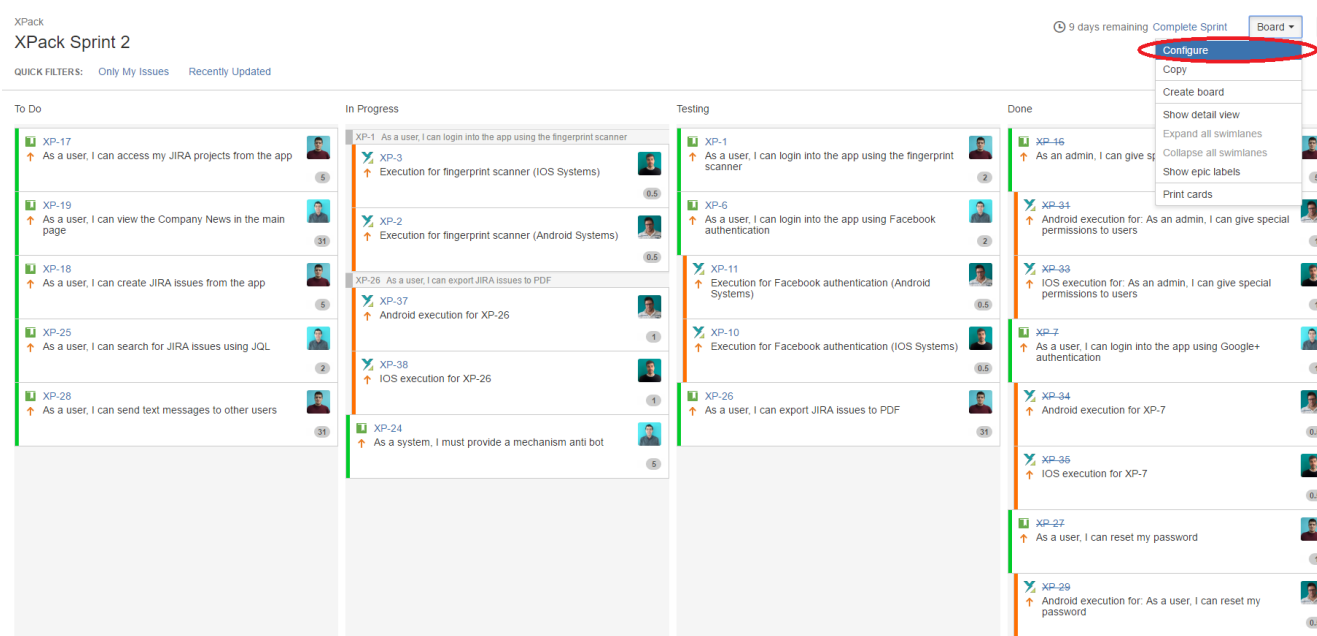 XPack
XPack Sprint 2
9 days remaining Complete Sprint Board
QUICK FILTERS: Only My Issues Recently Updated
Configure
Copy
Create board
Show detail view
Expand all swimlanes
Collapse all swimlanes
Show epic labels
Print cards
To Do
XP-17
As a user, I can access my JIRA projects from the app
5
XP-19
As a user, I can view the Company News in the main
page
31
XP-18
As a user, I can create JIRA issues from the app
5
XP-25
As a user, I can search for JIRA issues using JQL
2
XP-28
As a user, I can send text messages to other users
31
In Progress
XP-1 As a user, I can login into the app using the fingerprint scanner
XP-3
Execution for fingerprint scanner (IOS Systems)
0.5
XP-2
Execution for fingerprint scanner (Android Systems)
0.5
XP-26 As a user, I can export JIRA issues to PDF
XP-37
Android execution for XP-26
1
XP-38
IOS execution for XP-26
1
XP-24
As a system, I must provide a mechanism anti bot
5
Testing
XP-1
As a user, I can login into the app using the fingerprint
scanner
2
XP-6
As a user, I can login into the app using Facebook
authentication
2
XP-11
Execution for Facebook authentication (Android
Systems)
0.5
XP-10
Execution for Facebook authentication (IOS Systems)
0.5
XP-26
As a user, I can export JIRA issues to PDF
31
Done
XP-16
As an admin, I can give
XP-31
Android execution for: As an admin, I can give special
permissions to users
XP-33
IOS execution for: As an admin, I can give special
permissions to users
XP-7
As a user, I can login into the app using Google+
authentication
XP-34
Android execution for XP-7
XP-35
IOS execution for XP-7
XP-27
As a user, I can reset my password
XP-29
Android execution for: As a user, I can reset my
password